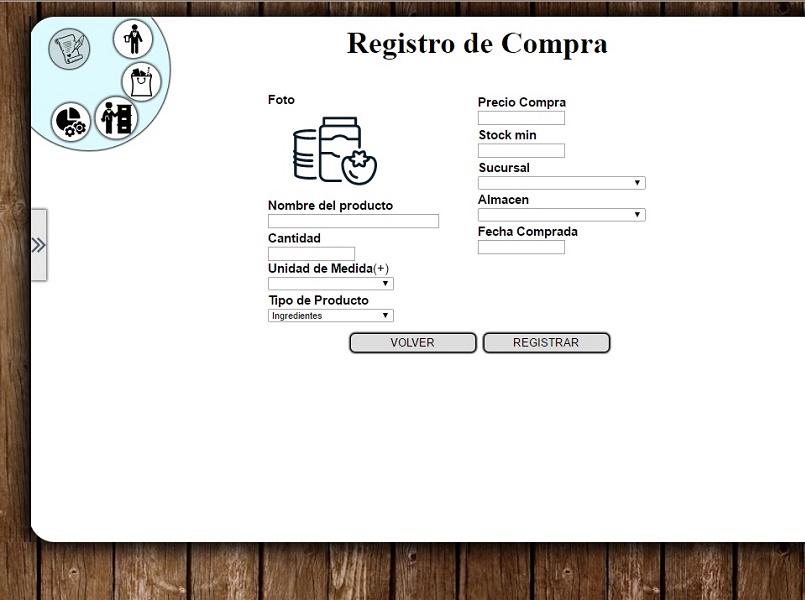 Registro de Compra
Foto
Nombre del producto
Cantidad
Unidad de Medida(+)
Tipo de Producto
Ingredientes
Precio Compra
Stock min
Sucursal
Almacen
Fecha Comprada
VOLVER
REGISTRAR